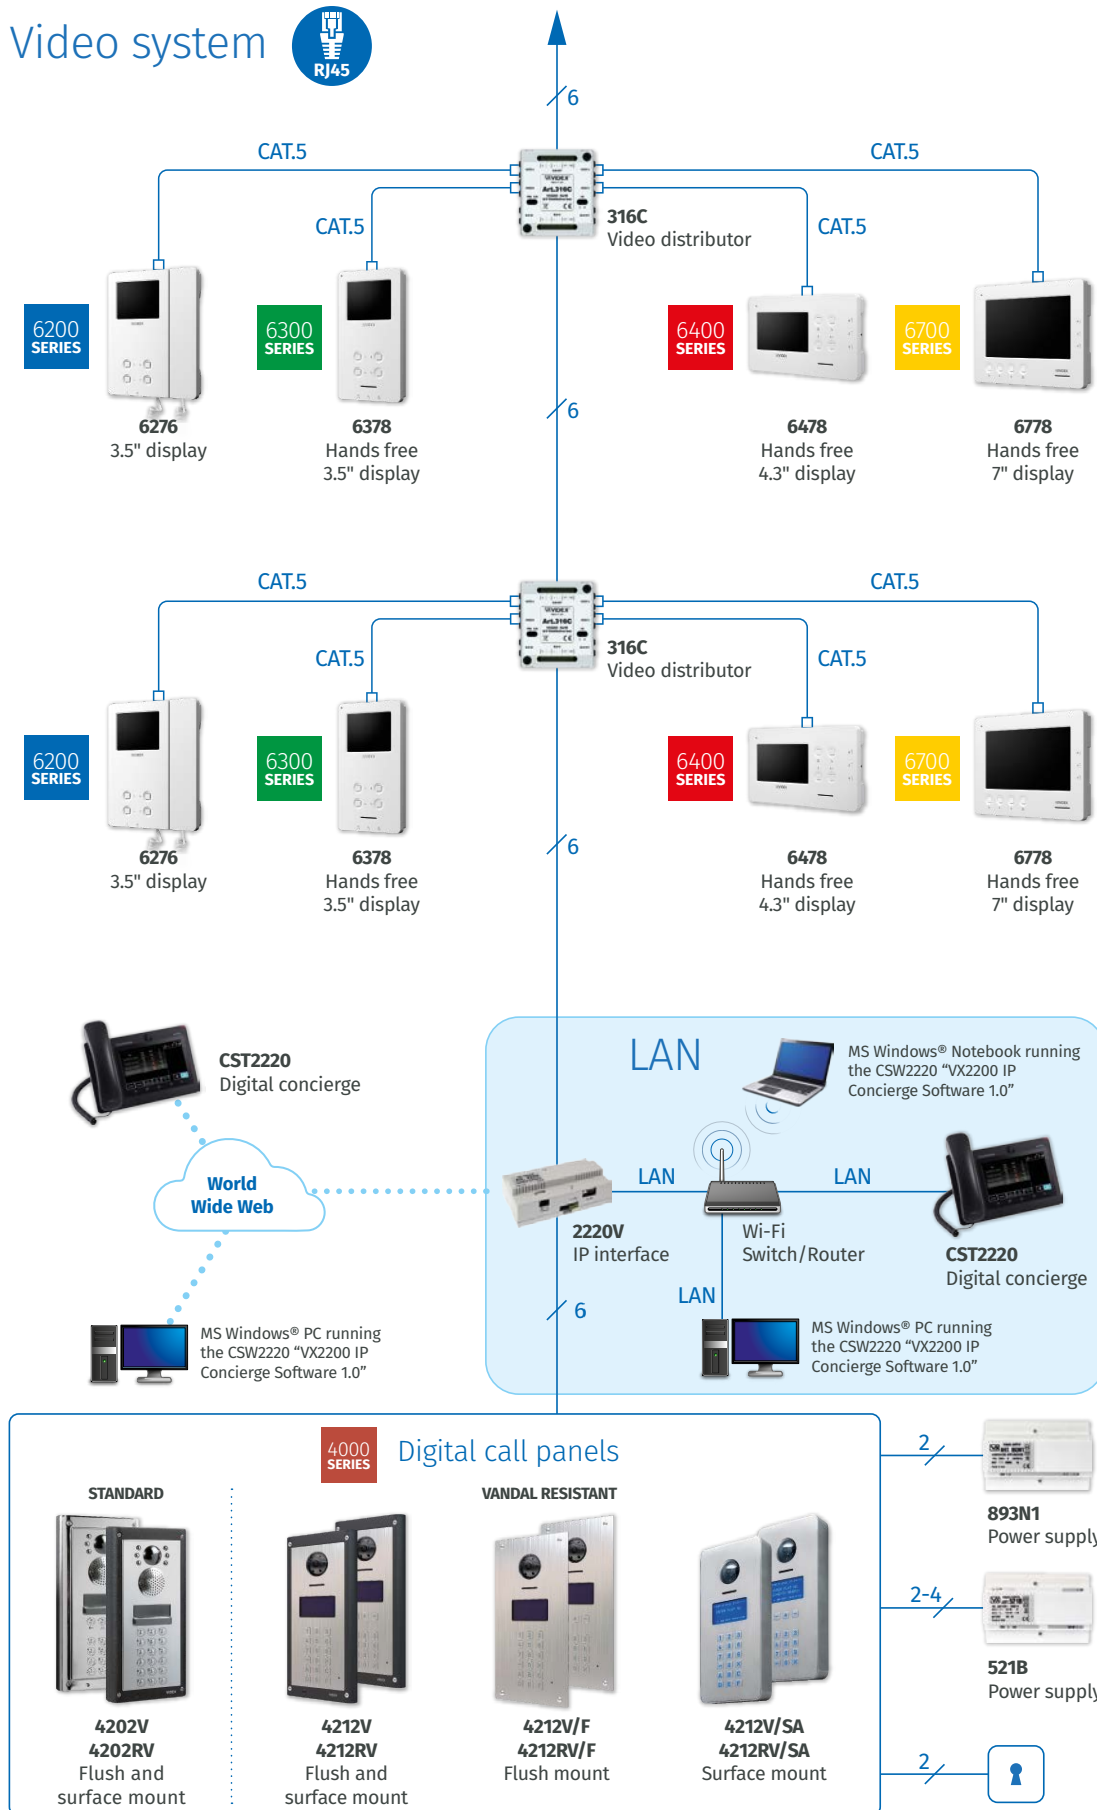 Video system
RJ45
6
CAT.5
CAT.5
VIDEX
Art.316C
CAT.5
CAT.5
316C
Video distributor
6200
SERIES
6300
SERIES
6400
SERIES
6700
SERIES
6
6276
3.5" display
6378
Hands free
3.5" display
6478
Hands free
4.3" display
6778
Hands free
7" display
CAT.5
CAT.5
VIDEX
Art.316C
CAT.5
CAT.5
316C
Video distributor
6200
SERIES
6300
SERIES
6400
SERIES
6700
SERIES
6
6276
3.5" display
6378
Hands free
3.5" display
6478
Hands free
4.3" display
6778
Hands free
7" display
LAN
CST2220
Digital concierge
MS Windows® Notebook running
the CSW2220 “VX2200 IP
Concierge Software 1.0”
World
Wide Web
LAN
LAN
2220V
IP interface
Wi-Fi
Switch/Router
CST2220
Digital concierge
LAN
6
MS Windows® PC running
the CSW2220 “VX2200 IP
Concierge Software 1.0”
MS Windows® PC running
the CSW2220 “VX2200 IP
Concierge Software 1.0”
4000
SERIES
Digital call panels
STANDARD
VANDAL RESISTANT
4202V
4202RV
Flush and
surface mount
4212V
4212RV
Flush and
surface mount
4212V/F
4212RV/F
Flush mount
4212V/SA
4212RV/SA
Surface mount
2
893N1
Power supply
2-4
521B
Power supply
2